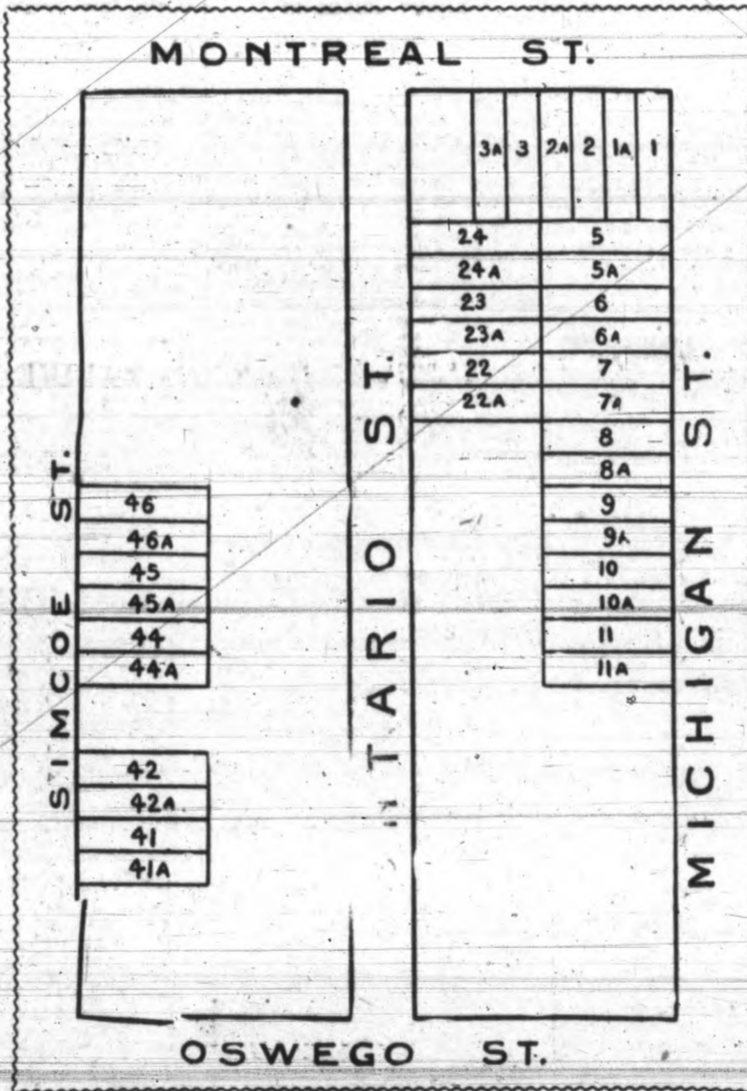 MONTREAL ST.
3A 3 2A 2 1A 1
24 5
24A 5A
23 6
23A 6A
22 7
22A 7A
8
8A
9
9A
10
10A
11
11A
46
46A
45
45A
44
44A
42
42A
41
41A
SIMCOE ST.
TARIO ST.
MICHIGAN ST.
OSWEGO ST.